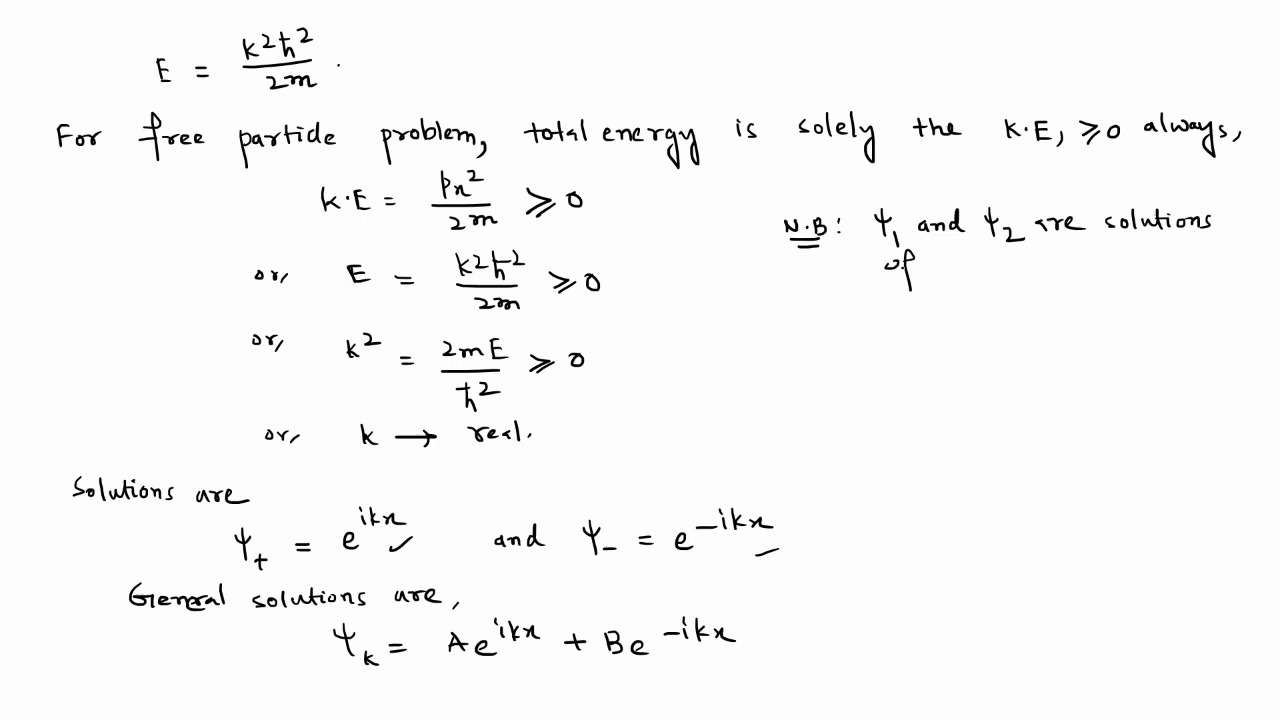 E = k²ħ²/2m .
For free particle problem, total energy is solely the K.E, ⩾0 always,
K.E = pₓ²/2m ⩾ 0
N.B: ψ₁ and ψ₂ are solutions
of
or, E = k²ħ²/2m ⩾ 0
or, k² = 2mE/ħ² ⩾ 0
or, k → real.
Solutions are
ψ₊ = e^{ikx} ✓ and ψ₋ = e^{-ikx}
General solutions are,
ψₖ = Ae^{ikx} + Be^{-ikx}